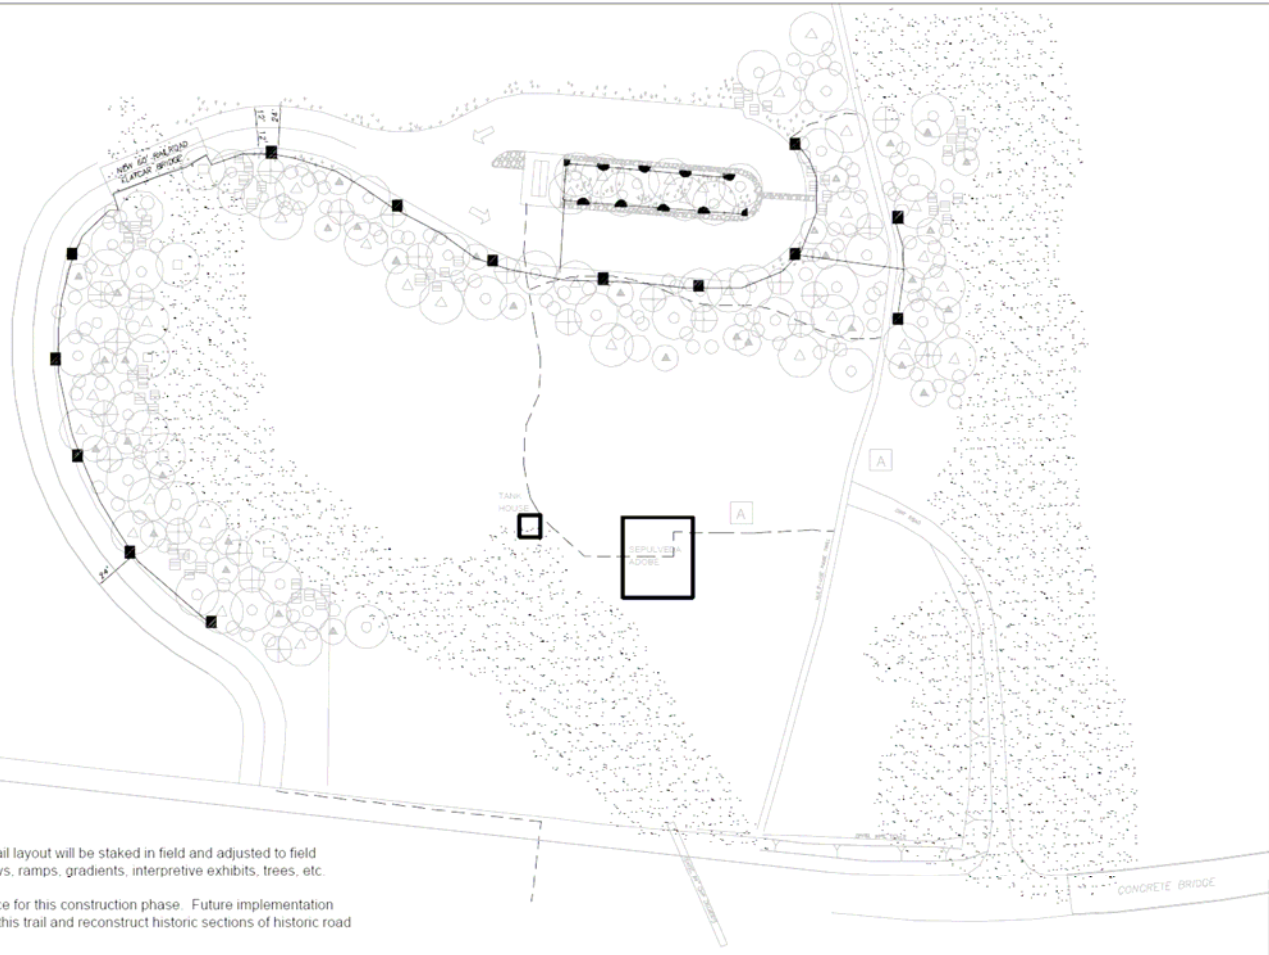 12'
24'
12'
NEW 60' RAILROAD
FLATCAR BRIDGE
A
TANK
HOUSE
A
SEPULVEDA
ADOBE
24'
ail layout will be staked in field and adjusted to field
ys, ramps, gradients, interpretive exhibits, trees, etc.
ce for this construction phase. Future implementation
this trail and reconstruct historic sections of historic road
CONCRETE BRIDGE